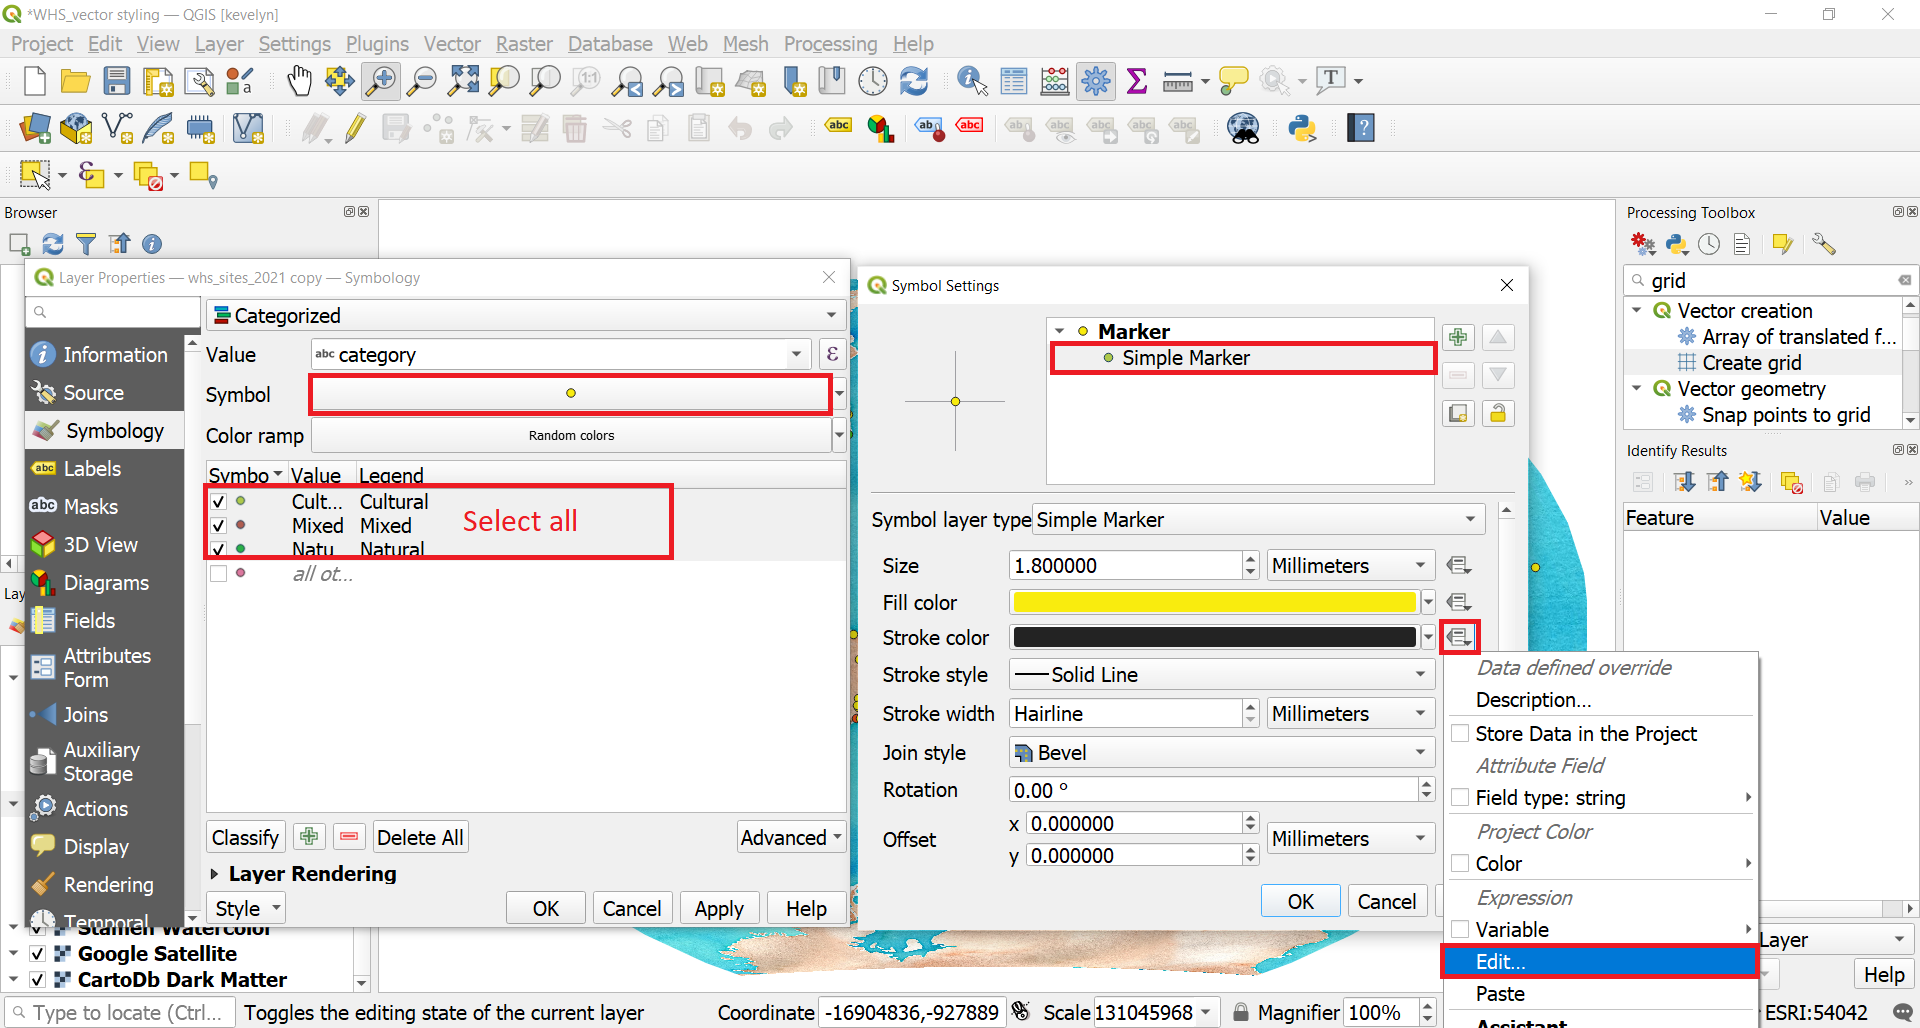 *WHS_vector styling — QGIS [kevelyn]
Project Edit View Layer Settings Plugins Vector Raster Database Web Mesh Processing Help
Browser
Processing Toolbox
grid
Vector creation
Array of translated f...
Create grid
Vector geometry
Snap points to grid
Identify Results
Feature Value
Layer Properties — whs_sites_2021 copy — Symbology
Information
Source
Symbology
Labels
Masks
3D View
Diagrams
Fields
Attributes
Form
Joins
Auxiliary
Storage
Actions
Display
Rendering
Temporal
Categorized
Value abc category
Symbol
Color ramp Random colors
Symbo Value Legend
Cult... Cultural
Mixed Mixed
Natu Natural
all ot...
Select all
Classify Delete All Advanced
Layer Rendering
Style OK Cancel Apply Help
Symbol Settings
Marker
Simple Marker
Symbol layer type Simple Marker
Size 1.800000 Millimeters
Fill color
Stroke color
Stroke style Solid Line
Stroke width Hairline Millimeters
Join style Bevel
Rotation 0.00 °
Offset x 0.000000 Millimeters
y 0.000000
OK Cancel
Data defined override
Description...
Store Data in the Project
Attribute Field
Field type: string
Project Color
Color
Expression
Variable
Edit...
Paste
Assistant
Lay
Stamen Watercolor
Google Satellite
CartoDb Dark Matter
Layer
Help
Type to locate (Ctrl... Toggles the editing state of the current layer Coordinate -16904836,-927889 Scale 131045968 Magnifier 100% ESRI:54042